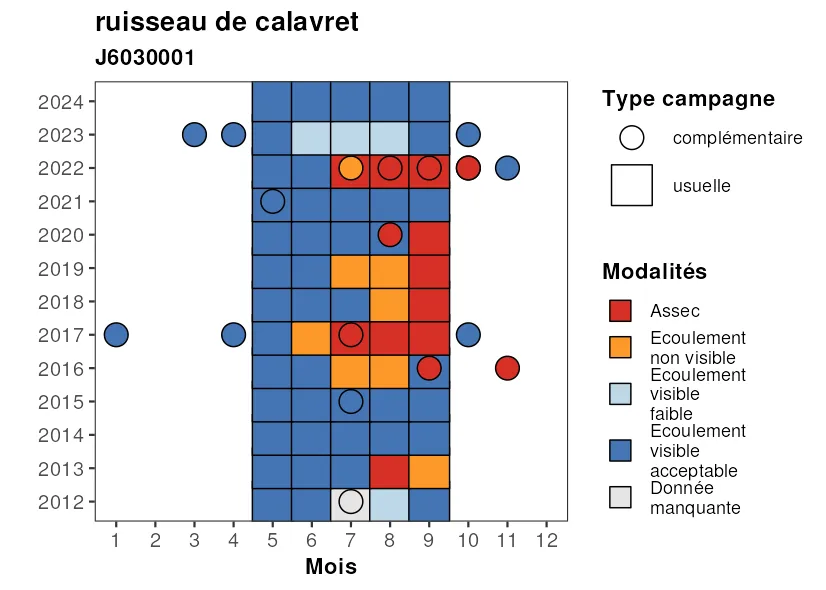 ruisseau de calavret
J6030001
2024
2023
2022
2021
2020
2019
2018
2017
2016
2015
2014
2013
2012
1 2 3 4 5 6 7 8 9 10 11 12
Mois
Type campagne
complémentaire
usuelle
Modalités
Assec
Ecoulement
non visible
Ecoulement
visible
faible
Ecoulement
visible
acceptable
Donnée
manquante